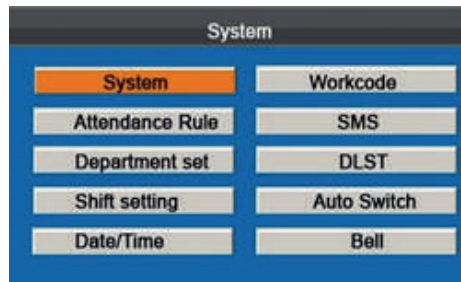 System
System
Workcode
Attendance Rule
SMS
Department set
DLST
Shift setting
Auto Switch
Date/Time
Bell